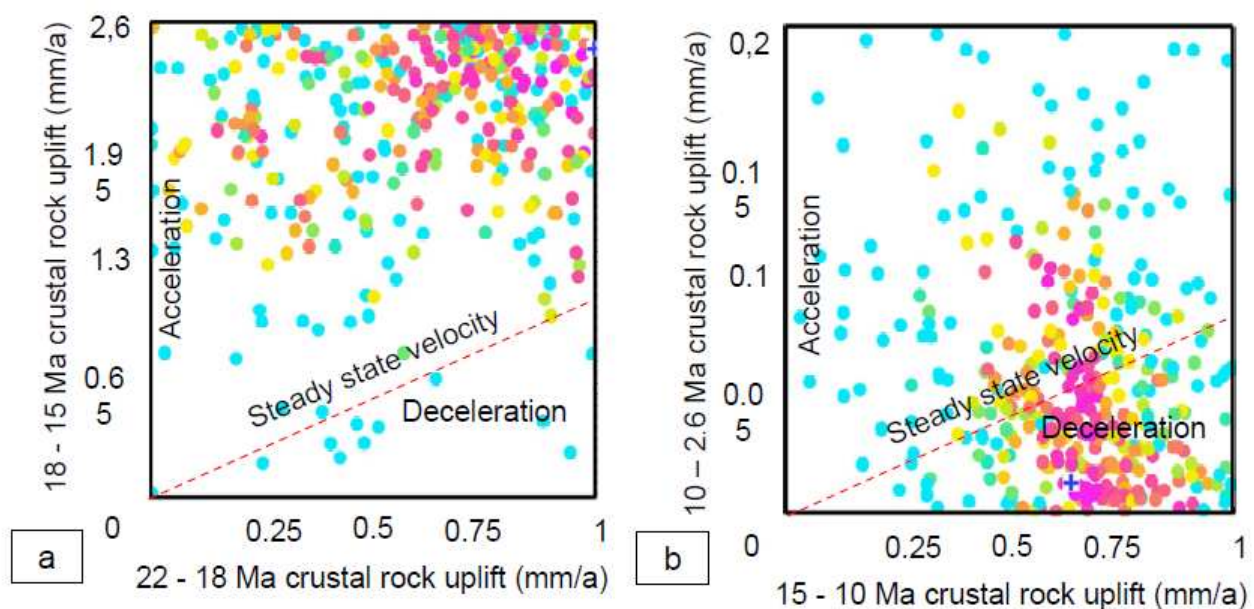 2,6
1.9
5
1.3
0.6
5
0
18 - 15 Ma crustal rock uplift (mm/a)
Acceleration
Steady state velocity
Deceleration
0.25
0.5
0.75
1
22 - 18 Ma crustal rock uplift (mm/a)
a
0,2
0.1
5
0.1
0.0
5
0
10 – 2.6 Ma crustal rock uplift (mm/a)
Acceleration
Steady state velocity
Deceleration
0.25
0.5
0.75
1
15 - 10 Ma crustal rock uplift (mm/a)
b